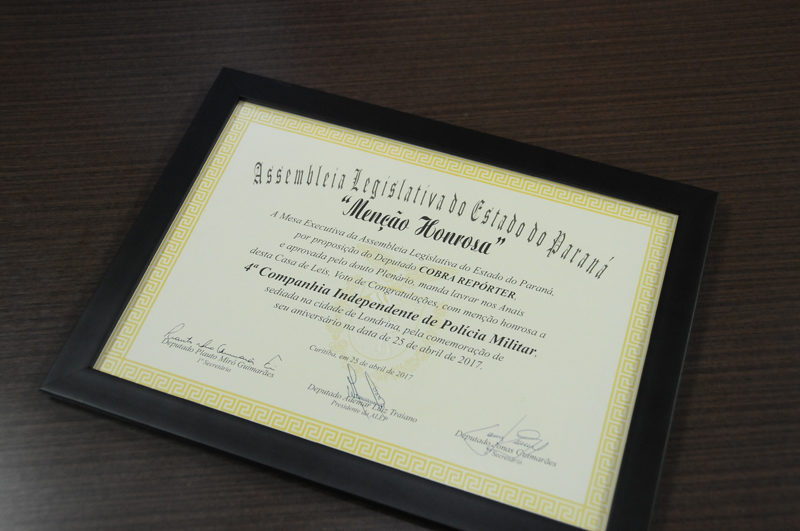 Assembleia Legislativa do Estado do Paraná
"Menção Honrosa"
A Mesa Executiva da Assembleia Legislativa do Estado do Paraná,
por proposição do Deputado COBRA REPÓRTER,
e aprovada pelo douto Plenário, manda lavrar nos Anais
desta Casa de Leis, Voto de Congratulações, com menção honrosa a
4ª Companhia Independente de Polícia Militar,
sediada na cidade de Londrina, pela comemoração de
seu aniversário na data de 25 de abril de 2017.
Curitiba, em 25 de abril de 2017
Deputado Plauto Miró Guimarães
1º Secretário
Deputado Ademar Luiz Traiano
Presidente da ALEP
Deputado Jonas Guimarães
Secretário